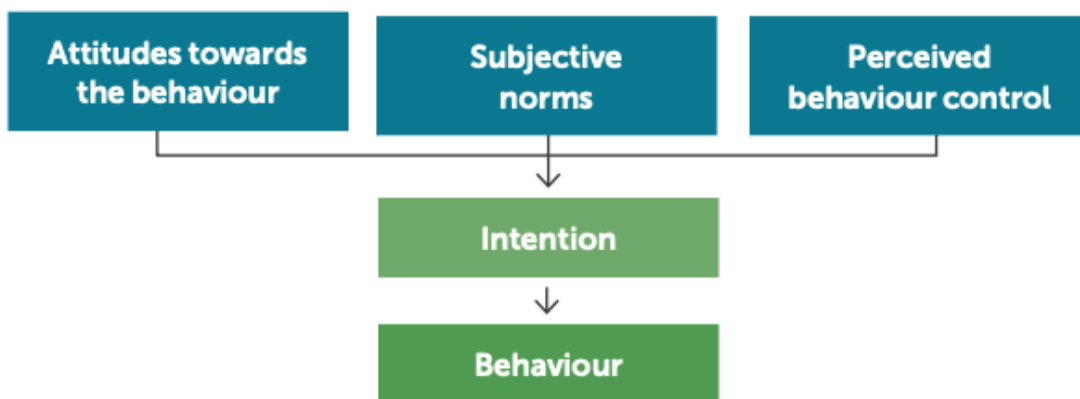 Attitudes towards
the behaviour
Subjective
norms
Perceived
behaviour control
Intention
Behaviour